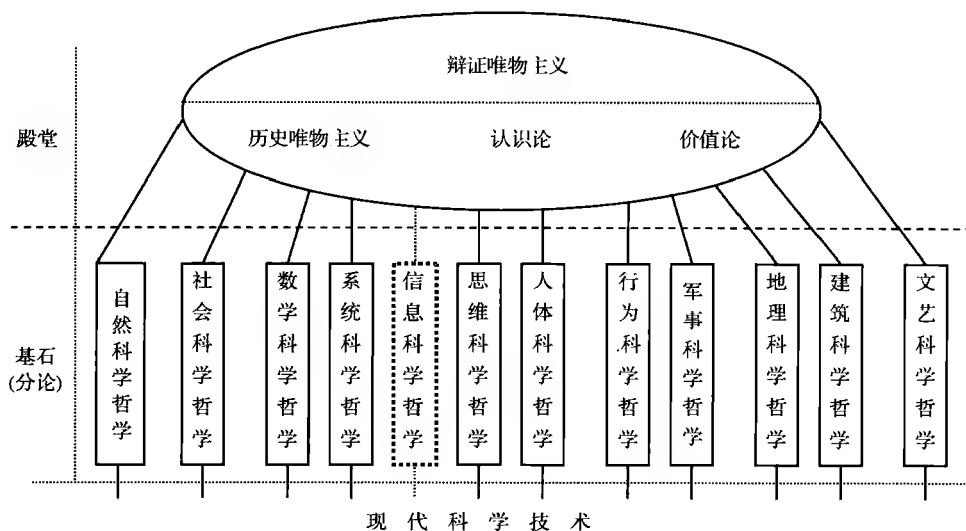 辩证唯物主义
殿堂
历史唯物主义 认识论 价值论
基石
(分论)
自然科学哲学
社会科学哲学
数学科学哲学
系统科学哲学
信息科学哲学
思维科学哲学
人体科学哲学
行为科学哲学
军事科学哲学
地理科学哲学
建筑科学哲学
文艺科学哲学
现代科学技术